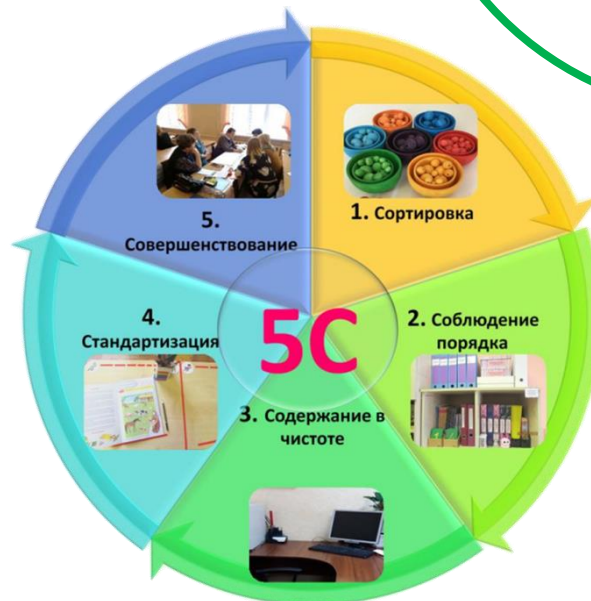 1. Сортировка
2. Соблюдение
порядка
3. Содержание в
чистоте
4.
Стандартизация
5.
Совершенствование
5С